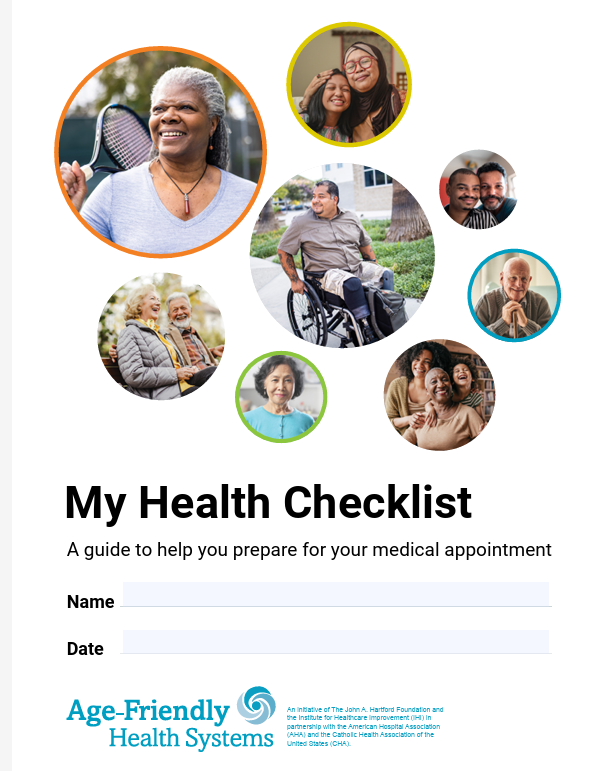 My Health Checklist
A guide to help you prepare for your medical appointment
Name
Date
Age-Friendly
Health Systems
An initiative of The John A. Hartford Foundation and
the Institute for Healthcare Improvement (IHI) in
partnership with the American Hospital Association
(AHA) and the Catholic Health Association of the
United States (CHA).